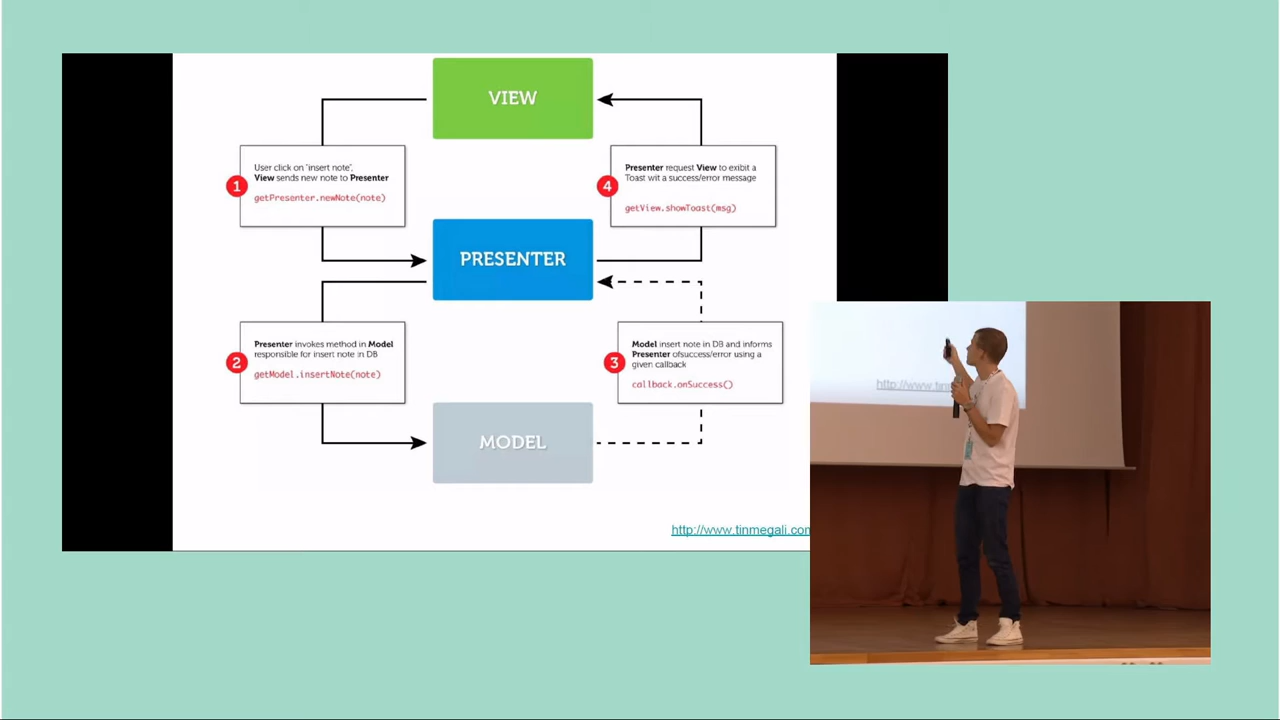 VIEW
1
User click on "insert note",
View sends new note to Presenter
getPresenter.newNote(note)
4
Presenter request View to exibit a
Toast wit a success/error message
getView.showToast(msg)
PRESENTER
2
Presenter invokes method in Model
responsible for insert note in DB
getModel.insertNote(note)
3
Model insert note in DB and informs
Presenter ofsuccess/error using a
given callback
callback.onSuccess()
MODEL
http://www.tinmegali.com
http://www.tinm